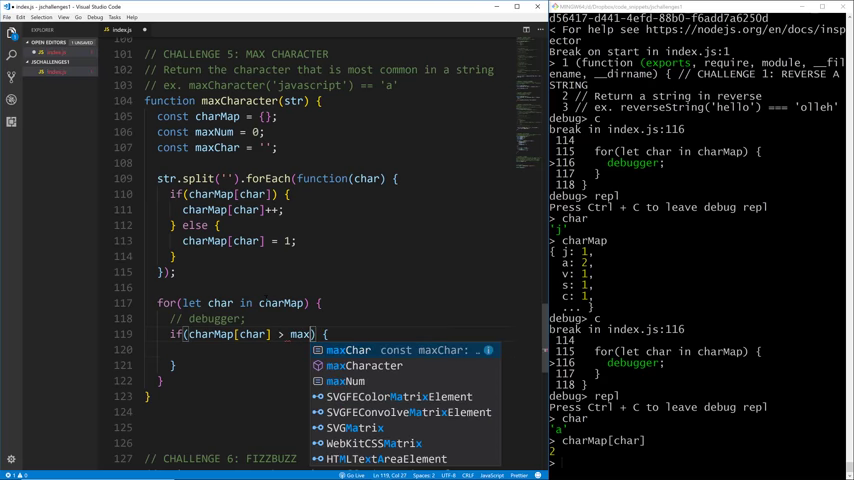 index.js - jschallenges - Visual Studio Code
File Edit Selection View Go Debug Tasks Help
EXPLORER
OPEN EDITORS 1 UNSAVED
index.js
JSCHALLENGES1
index.js
index.js
100
101 // CHALLENGE 5: MAX CHARACTER
102 // Return the character that is most common in a string
103 // ex. maxCharacter('javascript') == 'a'
104 function maxCharacter(str) {
105 const charMap = {};
106 const maxNum = 0;
107 const maxChar = '';
108
109 str.split('').forEach(function(char) {
110 if(charMap[char]) {
111 charMap[char]++;
112 } else {
113 charMap[char] = 1;
114 }
115 });
116
117 for(let char in charMap) {
118 // debugger;
119 if(charMap[char] > max) {
120
121 }
122 }
123 }
124
125
126
127 // CHALLENGE 6: FIZZBUZZ
maxChar const maxChar: …
maxCharacter
maxNum
SVGFEColorMatrixElement
SVGFEConvolveMatrixElement
SVGMatrix
WebKitCSSMatrix
HTMLTextAreaElement
1 0
Go Live Ln 119, Col 27 Spaces: 2 UTF-8 CRLF JavaScript Prettier
MINGW64:/d/Dropbox/code_snippets/jschallenges
d56417-d441-4efd-88b0-f6add7a6250d
< For help see https://nodejs.org/en/docs/insp
ector
Break on start in index.js:1
> 1 (function (exports, require, module, __fil
ename, __dirname) { // CHALLENGE 1: REVERSE A
STRING
2 // Return a string in reverse
3 // ex. reverseString('hello') === 'olleh'
debug> c
break in index.js:116
114
115 for(let char in charMap) {
>116 debugger;
117 }
118 }
debug> repl
Press Ctrl + C to leave debug repl
> char
'j'
> charMap
{ j: 1,
a: 2,
v: 1,
s: 1,
c: 1,
... }
debug> c
break in index.js:116
114
115 for(let char in charMap) {
>116 debugger;
117 }
118 }
debug> repl
Press Ctrl + C to leave debug repl
> char
'a'
> charMap[char]
2
>